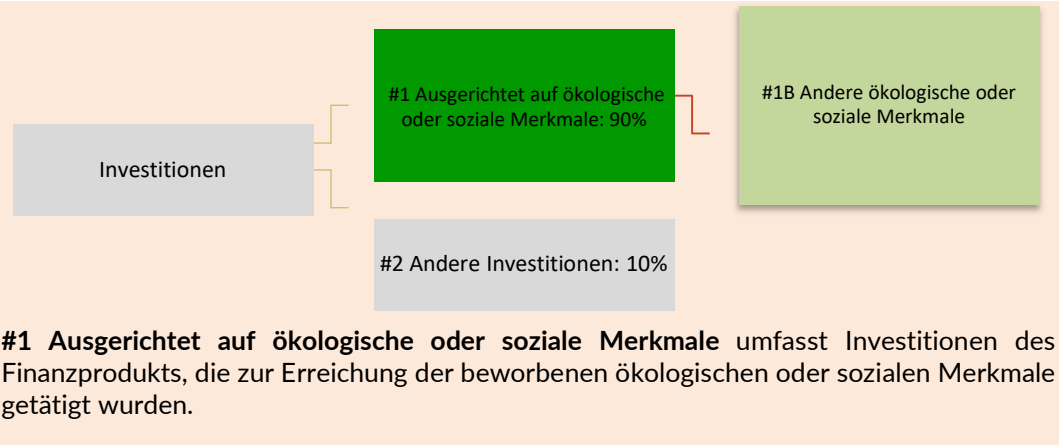 #1 Ausgerichtet auf ökologische
oder soziale Merkmale: 90%
#1B Andere ökologische oder
soziale Merkmale
Investitionen
#2 Andere Investitionen: 10%
#1 Ausgerichtet auf ökologische oder soziale Merkmale umfasst Investitionen des
Finanzprodukts, die zur Erreichung der beworbenen ökologischen oder sozialen Merkmale
getätigt wurden.